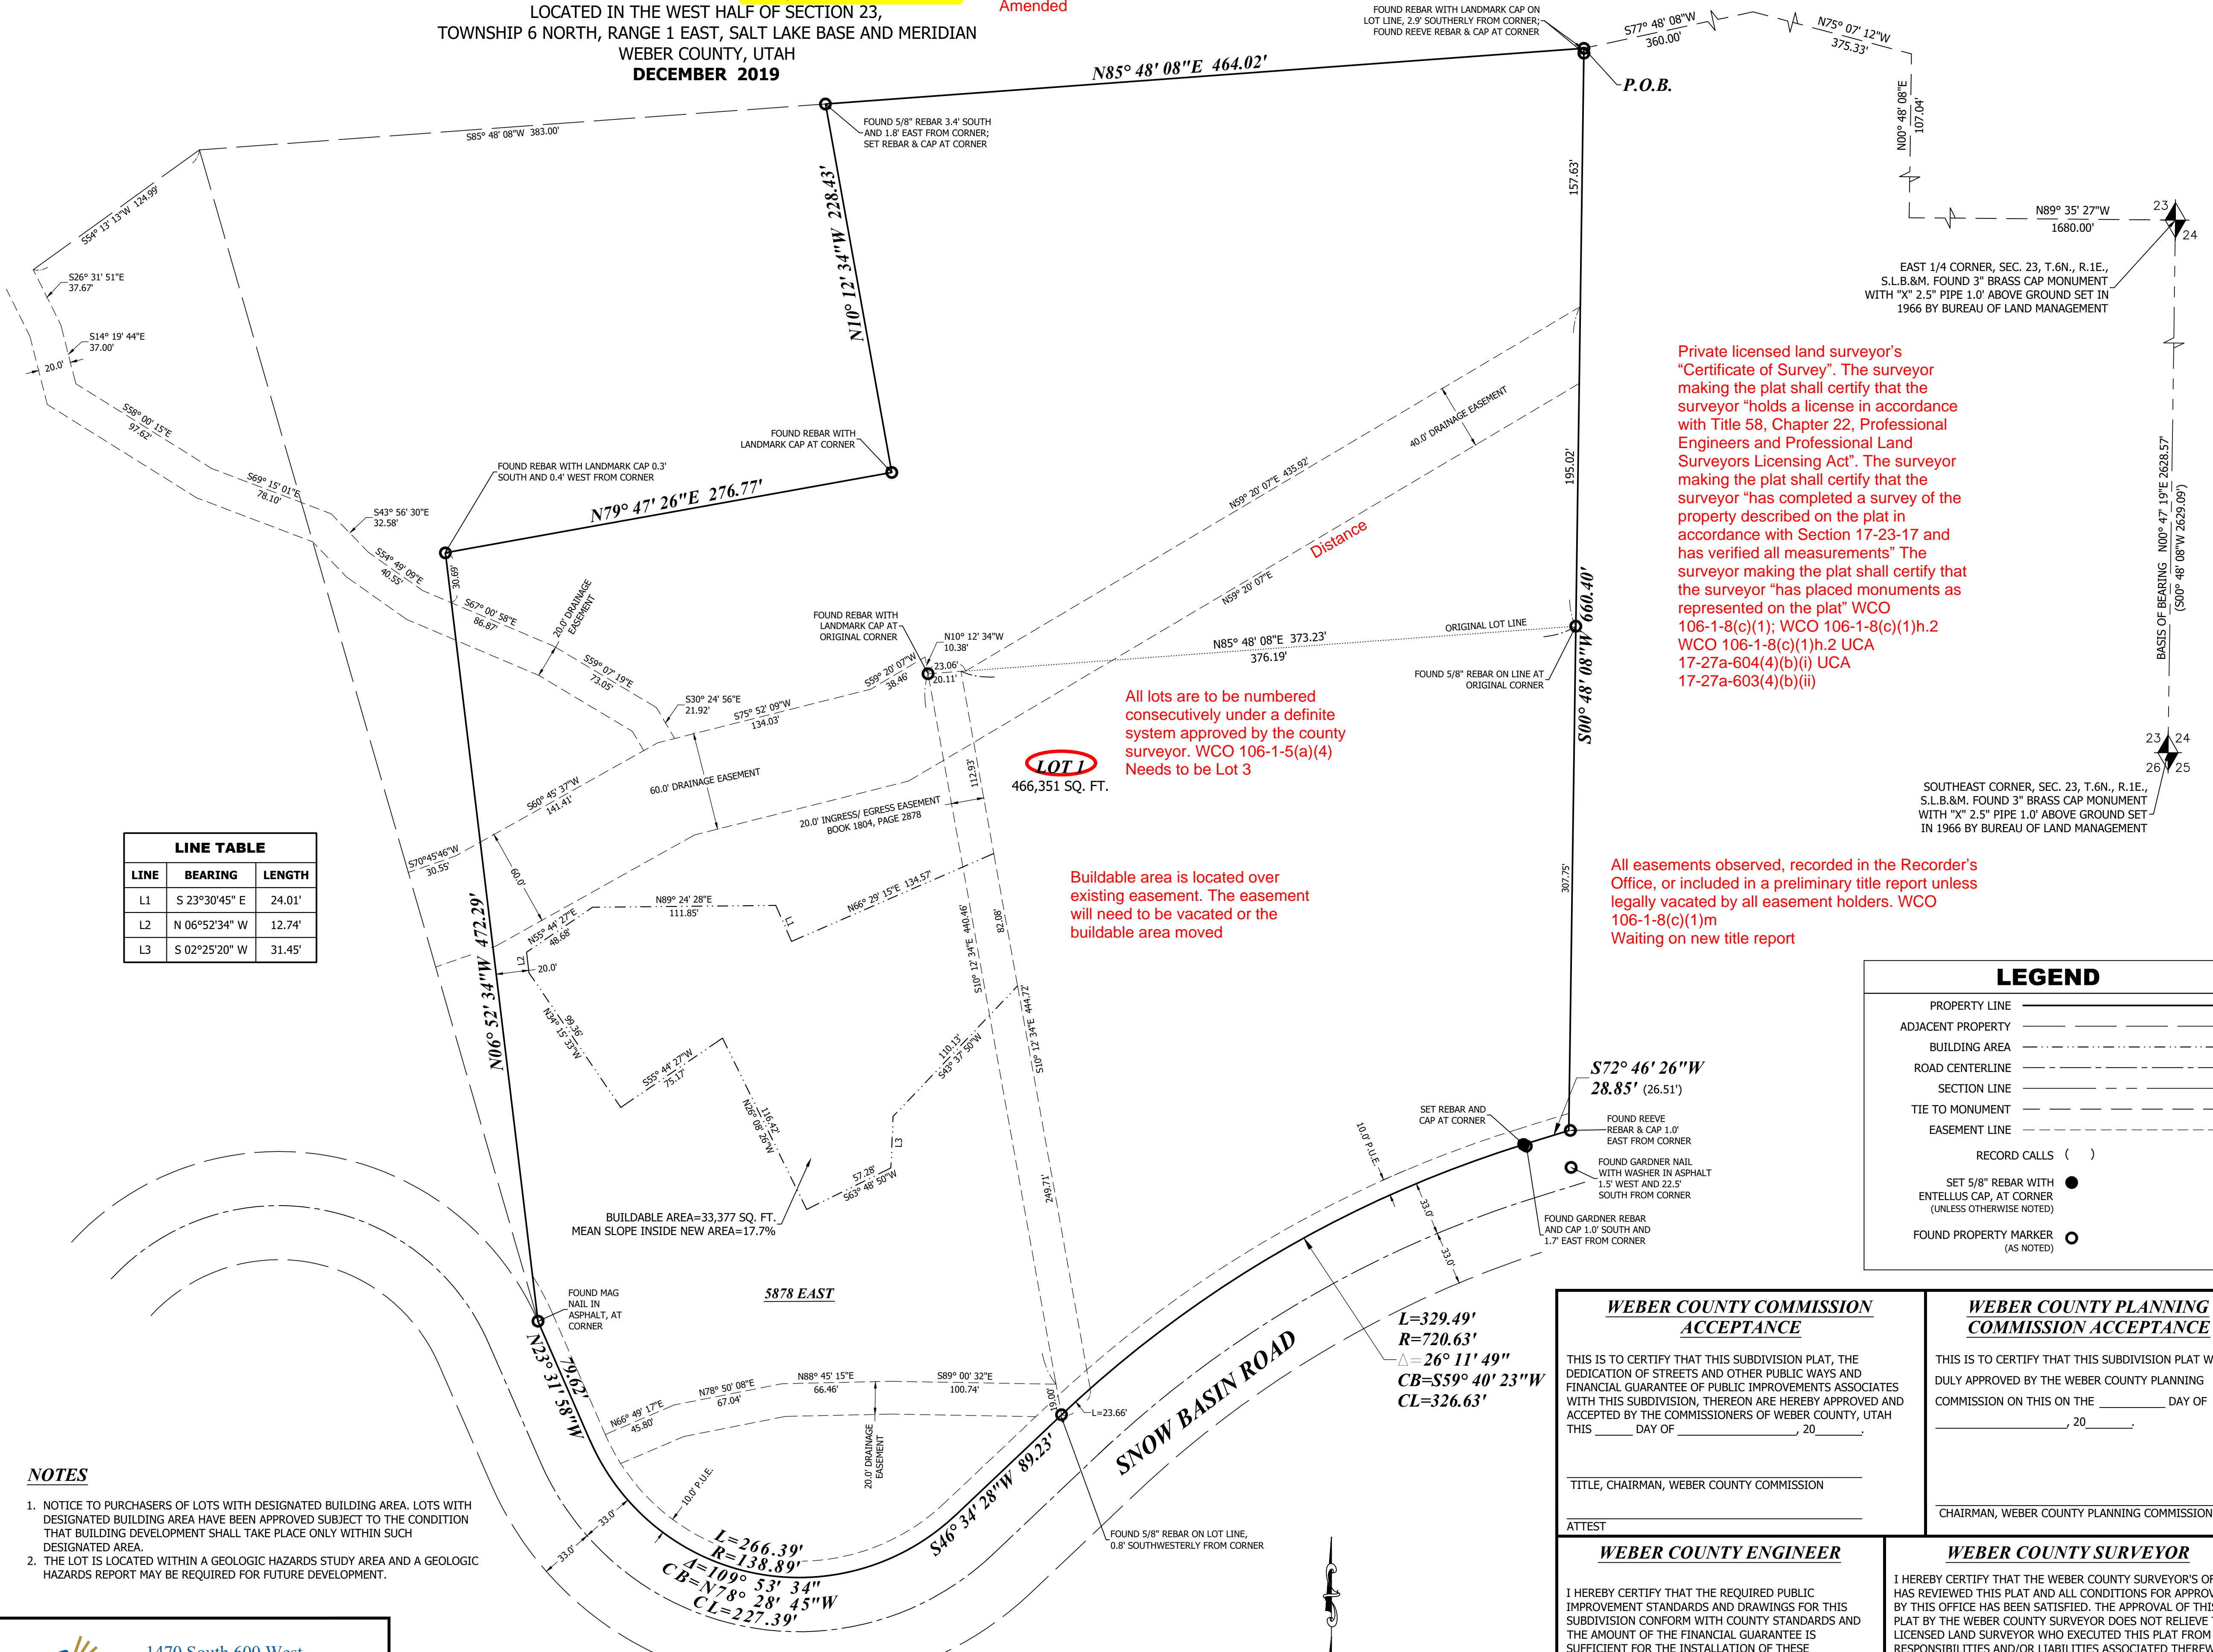 LOCATED IN THE WEST HALF OF SECTION 23,
TOWNSHIP 6 NORTH, RANGE 1 EAST, SALT LAKE BASE AND MERIDIAN
WEBER COUNTY, UTAH
DECEMBER 2019
Amended
FOUND REBAR WITH LANDMARK CAP ON
LOT LINE, 2.9' SOUTHERLY FROM CORNER;
FOUND REEVE REBAR & CAP AT CORNER
S77° 48' 08"W
360.00'
N75° 07' 12"W
375.33'
N85° 48' 08"E 464.02'
P.O.B.
N00° 48' 08"E
107.04'
S85° 48' 08"W 383.00'
FOUND 5/8" REBAR 3.4' SOUTH
AND 1.8' EAST FROM CORNER;
SET REBAR & CAP AT CORNER
S54° 13' 13"W 124.99'
N10° 12' 34"W 228.43'
157.63'
N89° 35' 27"W
1680.00'
23
24
EAST 1/4 CORNER, SEC. 23, T.6N., R.1E.,
S.L.B.&M. FOUND 3" BRASS CAP MONUMENT
WITH "X" 2.5" PIPE 1.0' ABOVE GROUND SET IN
1966 BY BUREAU OF LAND MANAGEMENT
S26° 31' 51"E
37.67'
S14° 19' 44"E
37.00'
20.0'
S58° 00' 15"E
97.62'
S69° 15' 01"E
78.10'
S43° 56' 30"E
32.58'
S54° 49' 09"E
40.55'
S67° 00' 58"E
86.87'
S59° 07' 19"E
73.05'
S30° 24' 56"E
21.92'
30.69'
20.0' DRAINAGE
EASEMENT
FOUND REBAR WITH
LANDMARK CAP AT CORNER
FOUND REBAR WITH LANDMARK CAP 0.3'
SOUTH AND 0.4' WEST FROM CORNER
N79° 47' 26"E 276.77'
40.0' DRAINAGE EASEMENT
N59° 20' 07"E 435.92'
Distance
N59° 20' 07"E
195.02'
Private licensed land surveyor's
“Certificate of Survey”. The surveyor
making the plat shall certify that the
surveyor “holds a license in accordance
with Title 58, Chapter 22, Professional
Engineers and Professional Land
Surveyors Licensing Act”. The surveyor
making the plat shall certify that the
surveyor “has completed a survey of the
property described on the plat in
accordance with Section 17-23-17 and
has verified all measurements” The
surveyor making the plat shall certify that
the surveyor “has placed monuments as
represented on the plat” WCO
106-1-8(c)(1); WCO 106-1-8(c)(1)h.2
WCO 106-1-8(c)(1)h.2 UCA
17-27a-604(4)(b)(i) UCA
17-27a-603(4)(b)(ii)
BASIS OF BEARING N00° 47' 19"E 2628.57'
(S00° 48' 08"W 2629.09')
FOUND REBAR WITH
LANDMARK CAP AT
ORIGINAL CORNER
N10° 12' 34"W
10.38'
S59° 20' 07"W
38.46'
23.06'
20.11'
N85° 48' 08"E 373.23'
376.19'
ORIGINAL LOT LINE
FOUND 5/8" REBAR ON LINE AT
ORIGINAL CORNER
S00° 48' 08"W 660.40'
S75° 52' 09"W
134.03'
All lots are to be numbered
consecutively under a definite
system approved by the county
surveyor. WCO 106-1-5(a)(4)
Needs to be Lot 3
LOT 1
466,351 SQ. FT.
112.93'
60.0' DRAINAGE EASEMENT
S60° 45' 37"W
141.41'
20.0' INGRESS/ EGRESS EASEMENT
BOOK 1804, PAGE 2878
23 24
26 25
SOUTHEAST CORNER, SEC. 23, T.6N., R.1E.,
S.L.B.&M. FOUND 3" BRASS CAP MONUMENT
WITH "X" 2.5" PIPE 1.0' ABOVE GROUND SET
IN 1966 BY BUREAU OF LAND MANAGEMENT
LINE TABLE
LINE BEARING LENGTH
L1 S 23°30'45" E 24.01'
L2 N 06°52'34" W 12.74'
L3 S 02°25'20" W 31.45'
S70°45'46"W
30.55'
60.0'
N89° 24' 28"E
111.85'
L1
N66° 29' 15"E 134.57'
N55° 44' 27"E
48.68'
L2
20.0'
Buildable area is located over
existing easement. The easement
will need to be vacated or the
buildable area moved
307.75'
All easements observed, recorded in the Recorder's
Office, or included in a preliminary title report unless
legally vacated by all easement holders. WCO
106-1-8(c)(1)m
Waiting on new title report
N06° 52' 34"W 472.29'
S10° 12' 34"E 440.46'
82.08'
S10° 12' 34"E 444.72'
99.36'
N34° 15' 33"W
S55° 44' 27"W
75.17'
116.42'
N26° 08' 26"W
110.13'
S43° 37' 50"W
L3
57.28'
S63° 48' 50"W
249.71'
BUILDABLE AREA=33,377 SQ. FT.
MEAN SLOPE INSIDE NEW AREA=17.7%
LEGEND
PROPERTY LINE
ADJACENT PROPERTY
BUILDING AREA
ROAD CENTERLINE
SECTION LINE
TIE TO MONUMENT
EASEMENT LINE
RECORD CALLS ( )
SET 5/8" REBAR WITH
ENTELLUS CAP, AT CORNER
(UNLESS OTHERWISE NOTED)
FOUND PROPERTY MARKER
(AS NOTED)
S72° 46' 26"W
28.85' (26.51')
SET REBAR AND
CAP AT CORNER
FOUND REEVE
REBAR & CAP 1.0'
EAST FROM CORNER
10.0' P.U.E.
FOUND GARDNER NAIL
WITH WASHER IN ASPHALT
1.5' WEST AND 22.5'
SOUTH FROM CORNER
FOUND GARDNER REBAR
AND CAP 1.0' SOUTH AND
1.7' EAST FROM CORNER
33.0'
33.0'
5878 EAST
FOUND MAG
NAIL IN
ASPHALT, AT
CORNER
N23° 31' 58"W
79.62'
N66° 49' 17"E
45.80'
N78° 50' 08"E
67.04'
N88° 45' 15"E
66.46'
S89° 00' 32"E
100.74'
19.00'
L=23.66'
20.0' DRAINAGE
EASEMENT
10.0' P.U.E.
SNOW BASIN ROAD
L=329.49'
R=720.63'
△=26° 11' 49"
CB=S59° 40' 23"W
CL=326.63'
S46° 34' 28"W 89.23'
FOUND 5/8" REBAR ON LOT LINE,
0.8' SOUTHWESTERLY FROM CORNER
33.0'
33.0'
L=266.39'
R=138.89'
Δ=109° 53' 34"
CB=N78° 28' 45"W
CL=227.39'
NOTES
1. NOTICE TO PURCHASERS OF LOTS WITH DESIGNATED BUILDING AREA. LOTS WITH
DESIGNATED BUILDING AREA HAVE BEEN APPROVED SUBJECT TO THE CONDITION
THAT BUILDING DEVELOPMENT SHALL TAKE PLACE ONLY WITHIN SUCH
DESIGNATED AREA.
2. THE LOT IS LOCATED WITHIN A GEOLOGIC HAZARDS STUDY AREA AND A GEOLOGIC
HAZARDS REPORT MAY BE REQUIRED FOR FUTURE DEVELOPMENT.
1470 South 600 West
WEBER COUNTY COMMISSION
ACCEPTANCE
THIS IS TO CERTIFY THAT THIS SUBDIVISION PLAT, THE
DEDICATION OF STREETS AND OTHER PUBLIC WAYS AND
FINANCIAL GUARANTEE OF PUBLIC IMPROVEMENTS ASSOCIATES
WITH THIS SUBDIVISION, THEREON ARE HEREBY APPROVED AND
ACCEPTED BY THE COMMISSIONERS OF WEBER COUNTY, UTAH
THIS ______ DAY OF ___________________, 20_______.
TITLE, CHAIRMAN, WEBER COUNTY COMMISSION
ATTEST
WEBER COUNTY PLANNING
COMMISSION ACCEPTANCE
THIS IS TO CERTIFY THAT THIS SUBDIVISION PLAT W
DULY APPROVED BY THE WEBER COUNTY PLANNING
COMMISSION ON THIS ON THE __________ DAY OF
____________________, 20_______.
CHAIRMAN, WEBER COUNTY PLANNING COMMISSION
WEBER COUNTY ENGINEER
I HEREBY CERTIFY THAT THE REQUIRED PUBLIC
IMPROVEMENT STANDARDS AND DRAWINGS FOR THIS
SUBDIVISION CONFORM WITH COUNTY STANDARDS AND
THE AMOUNT OF THE FINANCIAL GUARANTEE IS
SUFFICIENT FOR THE INSTALLATION OF THESE
WEBER COUNTY SURVEYOR
I HEREBY CERTIFY THAT THE WEBER COUNTY SURVEYOR'S OF
HAS REVIEWED THIS PLAT AND ALL CONDITIONS FOR APPROV
BY THIS OFFICE HAS BEEN SATISFIED. THE APPROVAL OF THIS
PLAT BY THE WEBER COUNTY SURVEYOR DOES NOT RELIEVE
LICENSED LAND SURVEYOR WHO EXECUTED THIS PLAT FROM
RESPONSIBILITIES AND/OR LIABILITIES ASSOCIATED THEREW